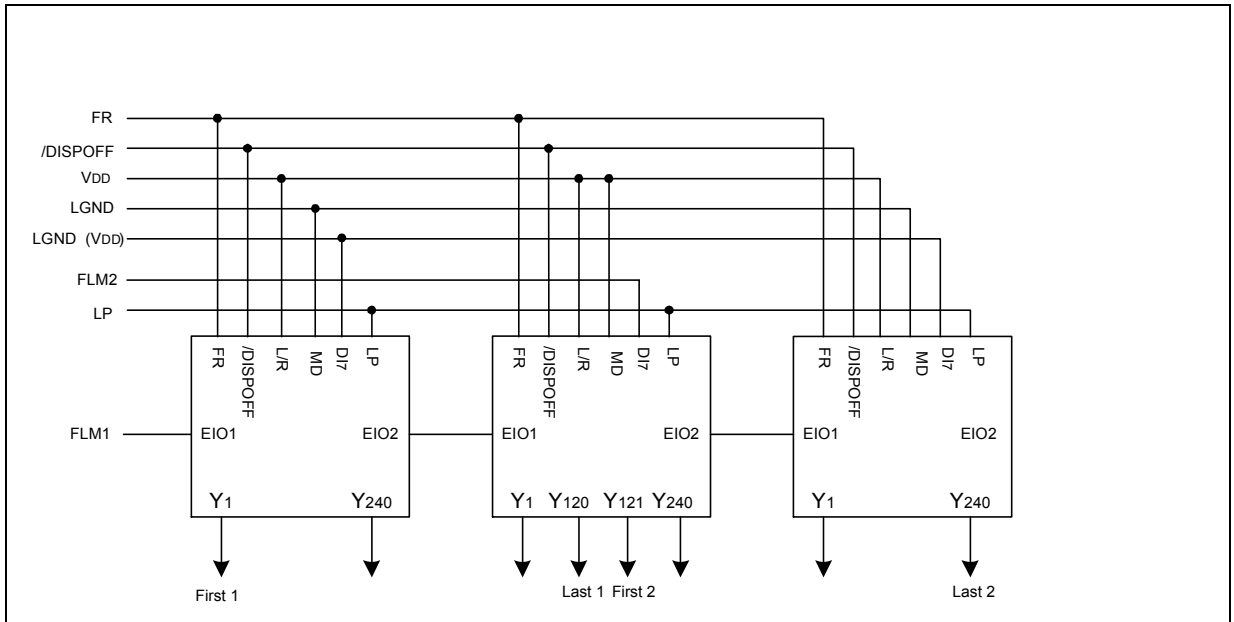 FR
/DISPOFF
VDD
LGND
LGND (VDD)
FLM2
LP
FR /DISPOFF L/R MD DI7 LP
FR /DISPOFF L/R MD DI7 LP
FR /DISPOFF L/R MD DI7 LP
FLM1 EIO1 EIO2 EIO1 EIO2 EIO1 EIO2
Y1 Y240 Y1 Y120 Y121 Y240 Y1 Y240
First 1 Last 1 First 2 Last 2